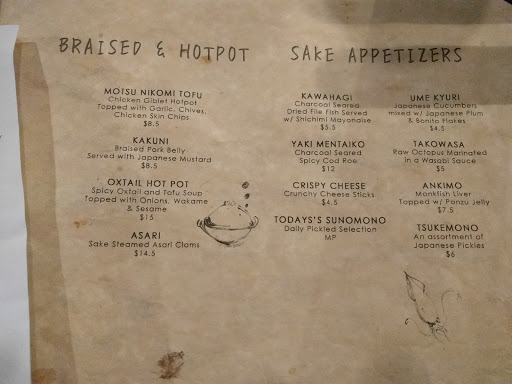 BRAISED & HOTPOT
MOTSU NIKOMI TOFU
Chicken Giblet Hotpot
Topped with Garlic, Chives,
Chicken Skin Chips
$8.5
KAKUNI
Braised Pork Belly
Served with Japanese Mustard
$8.5
OXTAIL HOT POT
Spicy Oxtail and Tofu Soup
Topped with Onions, Wakame
& Sesame
$15
ASARI
Sake Steamed Asari Clams
$14.5
SAKE APPETIZERS
KAWAHAGI
Charcoal Seared
Dried File Fish Served
w/ Shichimi Mayonaise
$5.5
YAKI MENTAIKO
Charcoal Seared
Spicy Cod Roe
$12
CRISPY CHEESE
Crunchy Cheese Sticks
$4.5
TODAYS'S SUNOMONO
Daily Pickled Selection
MP
UME KYURI
Japanese Cucumbers
mixed w/ Japanese Plum
& Bonito Flakes
$4.5
TAKOWASA
Raw Octopus Marinated
in a Wasabi Sauce
$5
ANKIMO
Monkfish Liver
Topped w/ Ponzu Jelly
$7.5
TSUKEMONO
An assortment of
Japanese Pickles
$6